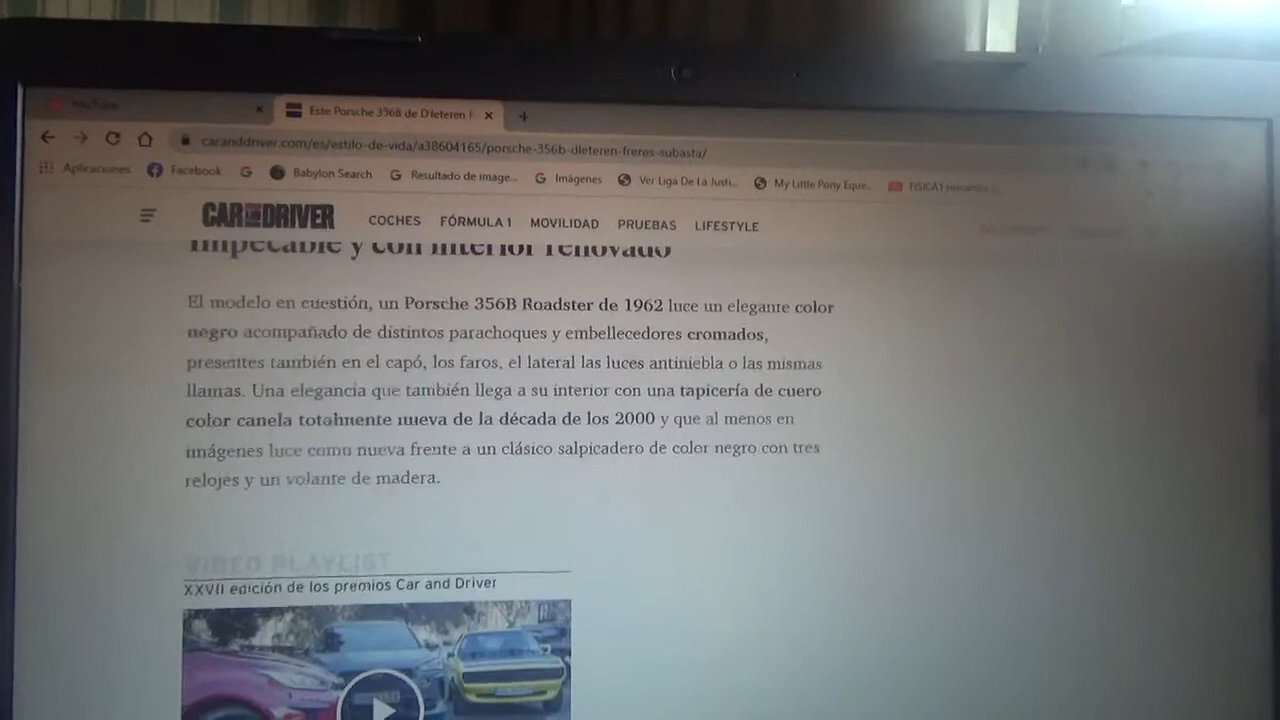 YouTube
Este Porsche 356B de D'Ieteren F
caranddriver.com/es/estilo-de-vida/a38604165/porsche-356b-dieteren-freres-subasta/
Aplicaciones Facebook Babylon Search Resultado de image... Imágenes Ver Liga De La Justi... My Little Pony Eque... FISICA1
CAR AND DRIVER COCHES FÓRMULA 1 MOVILIDAD PRUEBAS LIFESTYLE
Impecable y con interior renovado
El modelo en cuestión, un Porsche 356B Roadster de 1962 luce un elegante color
negro acompañado de distintos parachoques y embellecedores cromados,
presentes también en el capó, los faros, el lateral las luces antiniebla o las mismas
llamas. Una elegancia que también llega a su interior con una tapicería de cuero
color canela totalmente nueva de la década de los 2000 y que al menos en
imágenes luce como nueva frente a un clásico salpicadero de color negro con tres
relojes y un volante de madera.
VIDEO PLAYLIST
XXVII edición de los premios Car and Driver